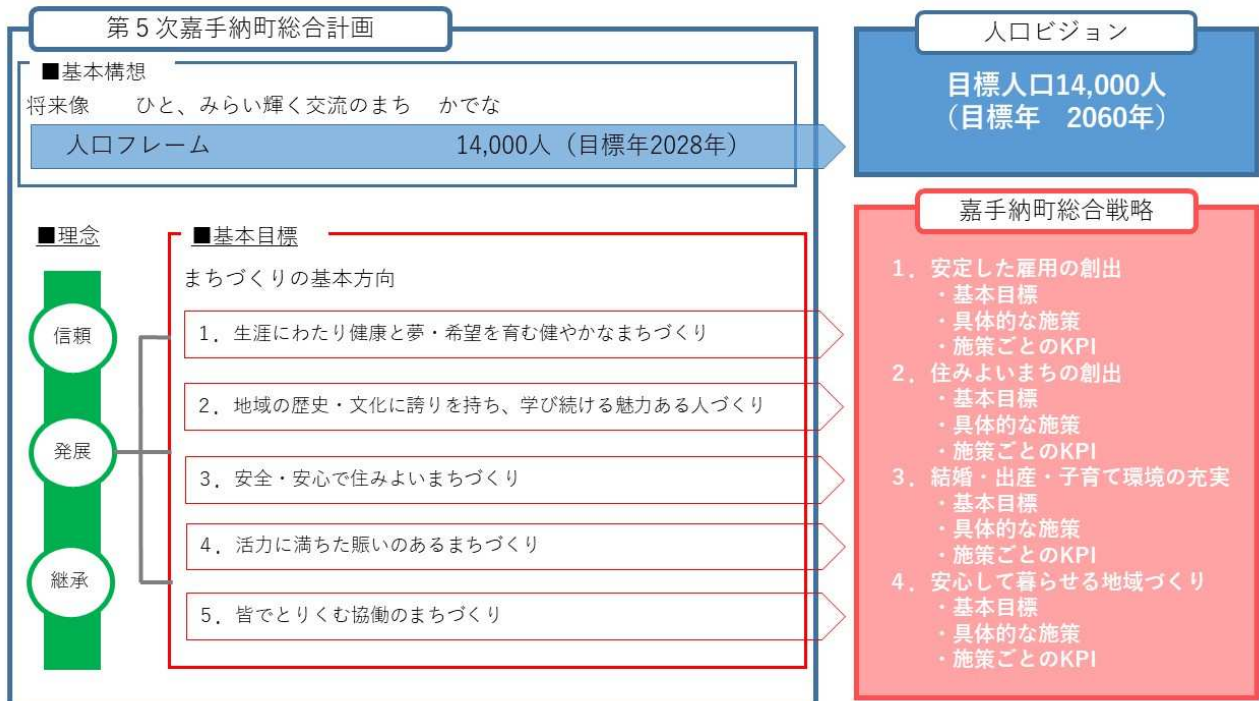 第5次嘉手納町総合計画
■基本構想
将来像　ひと、みらい輝く交流のまち　かでな
人口フレーム　14,000人（目標年2028年）
■理念
信頼
発展
継承
■基本目標
まちづくりの基本方向
1．生涯にわたり健康と夢・希望を育む健やかなまちづくり
2．地域の歴史・文化に誇りを持ち、学び続ける魅力ある人づくり
3．安全・安心で住みよいまちづくり
4．活力に満ちた賑いのあるまちづくり
5．皆でとりくむ協働のまちづくり
人口ビジョン
目標人口14,000人
（目標年　2060年）
嘉手納町総合戦略
1．安定した雇用の創出
・基本目標
・具体的な施策
・施策ごとのKPI
2．住みよいまちの創出
・基本目標
・具体的な施策
・施策ごとのKPI
3．結婚・出産・子育て環境の充実
・基本目標
・具体的な施策
・施策ごとのKPI
4．安心して暮らせる地域づくり
・基本目標
・具体的な施策
・施策ごとのKPI